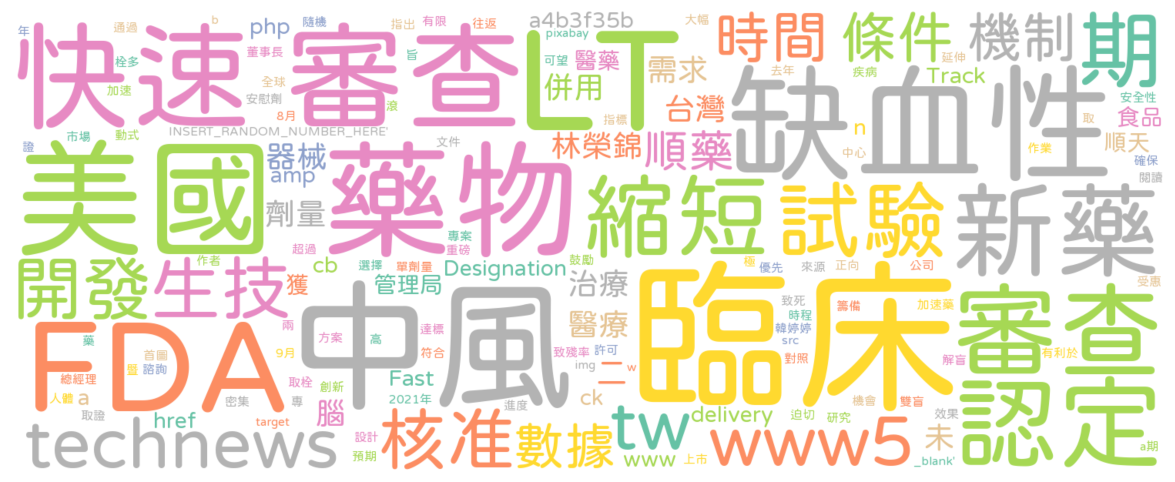 快速審查
LT
美國
藥物
缺血性
臨床
中風
FDA
新藥
審查
認定
縮短
試驗
開發
生技
核准
數據
technews
tw
www5
時間
條件
機制
期
需求
併用
台灣
林榮錦
順藥
器械
amp
劑量
獲
cb
Designation
管理局
治療
醫療
二
腦
Fast
ck
delivery
www
未
a
href
php
a4b3f35b
pixabay
醫藥
Track
n
食品
順天
INSERT_RANDOM_NUMBER_HERE'
年
通過
b
隨機
指出
有限
往返
大幅
栓多
董事長
旨
可望
延伸
加速
全球
安慰劑
滾
去年
疾病
指標
8月
市場
動式
文件
安全性
取
證
中心
作業
確保
閱讀
作者
超過
選擇
專案
重磅
單劑量
鼓勵
極
優先
來源
正向
公司
受惠
兩
方案
高
達標
致死
時程
籌備
加速藥
韓婷婷
src
藥
首圖
盤
諮詢
9月
符合
致殘率
許可
對照
解盲
有利於
總經理
img
w
人體
取栓
創新
2021年
機會
雙盲
取證
密集
專
進度
迫切
研究
效果
target
設計
預期
上市
_blank'
a期